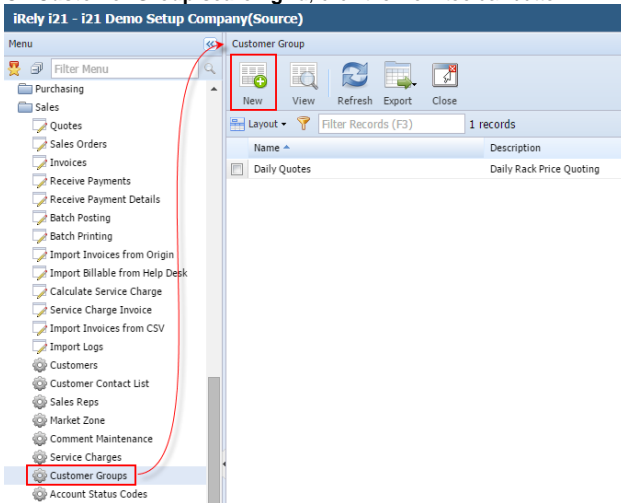 iRely i21 - i21 Demo Setup Company(Source)
Menu
Filter Menu
Purchasing
Sales
Quotes
Sales Orders
Invoices
Receive Payments
Receive Payment Details
Batch Posting
Batch Printing
Import Invoices from Origin
Import Billable from Help Desk
Calculate Service Charge
Service Charge Invoice
Import Invoices from CSV
Import Logs
Customers
Customer Contact List
Sales Reps
Market Zone
Comment Maintenance
Service Charges
Customer Groups
Account Status Codes
Customer Group
New View Refresh Export Close
Layout Filter Records (F3) 1 records
Name Description
Daily Quotes Daily Rack Price Quoting